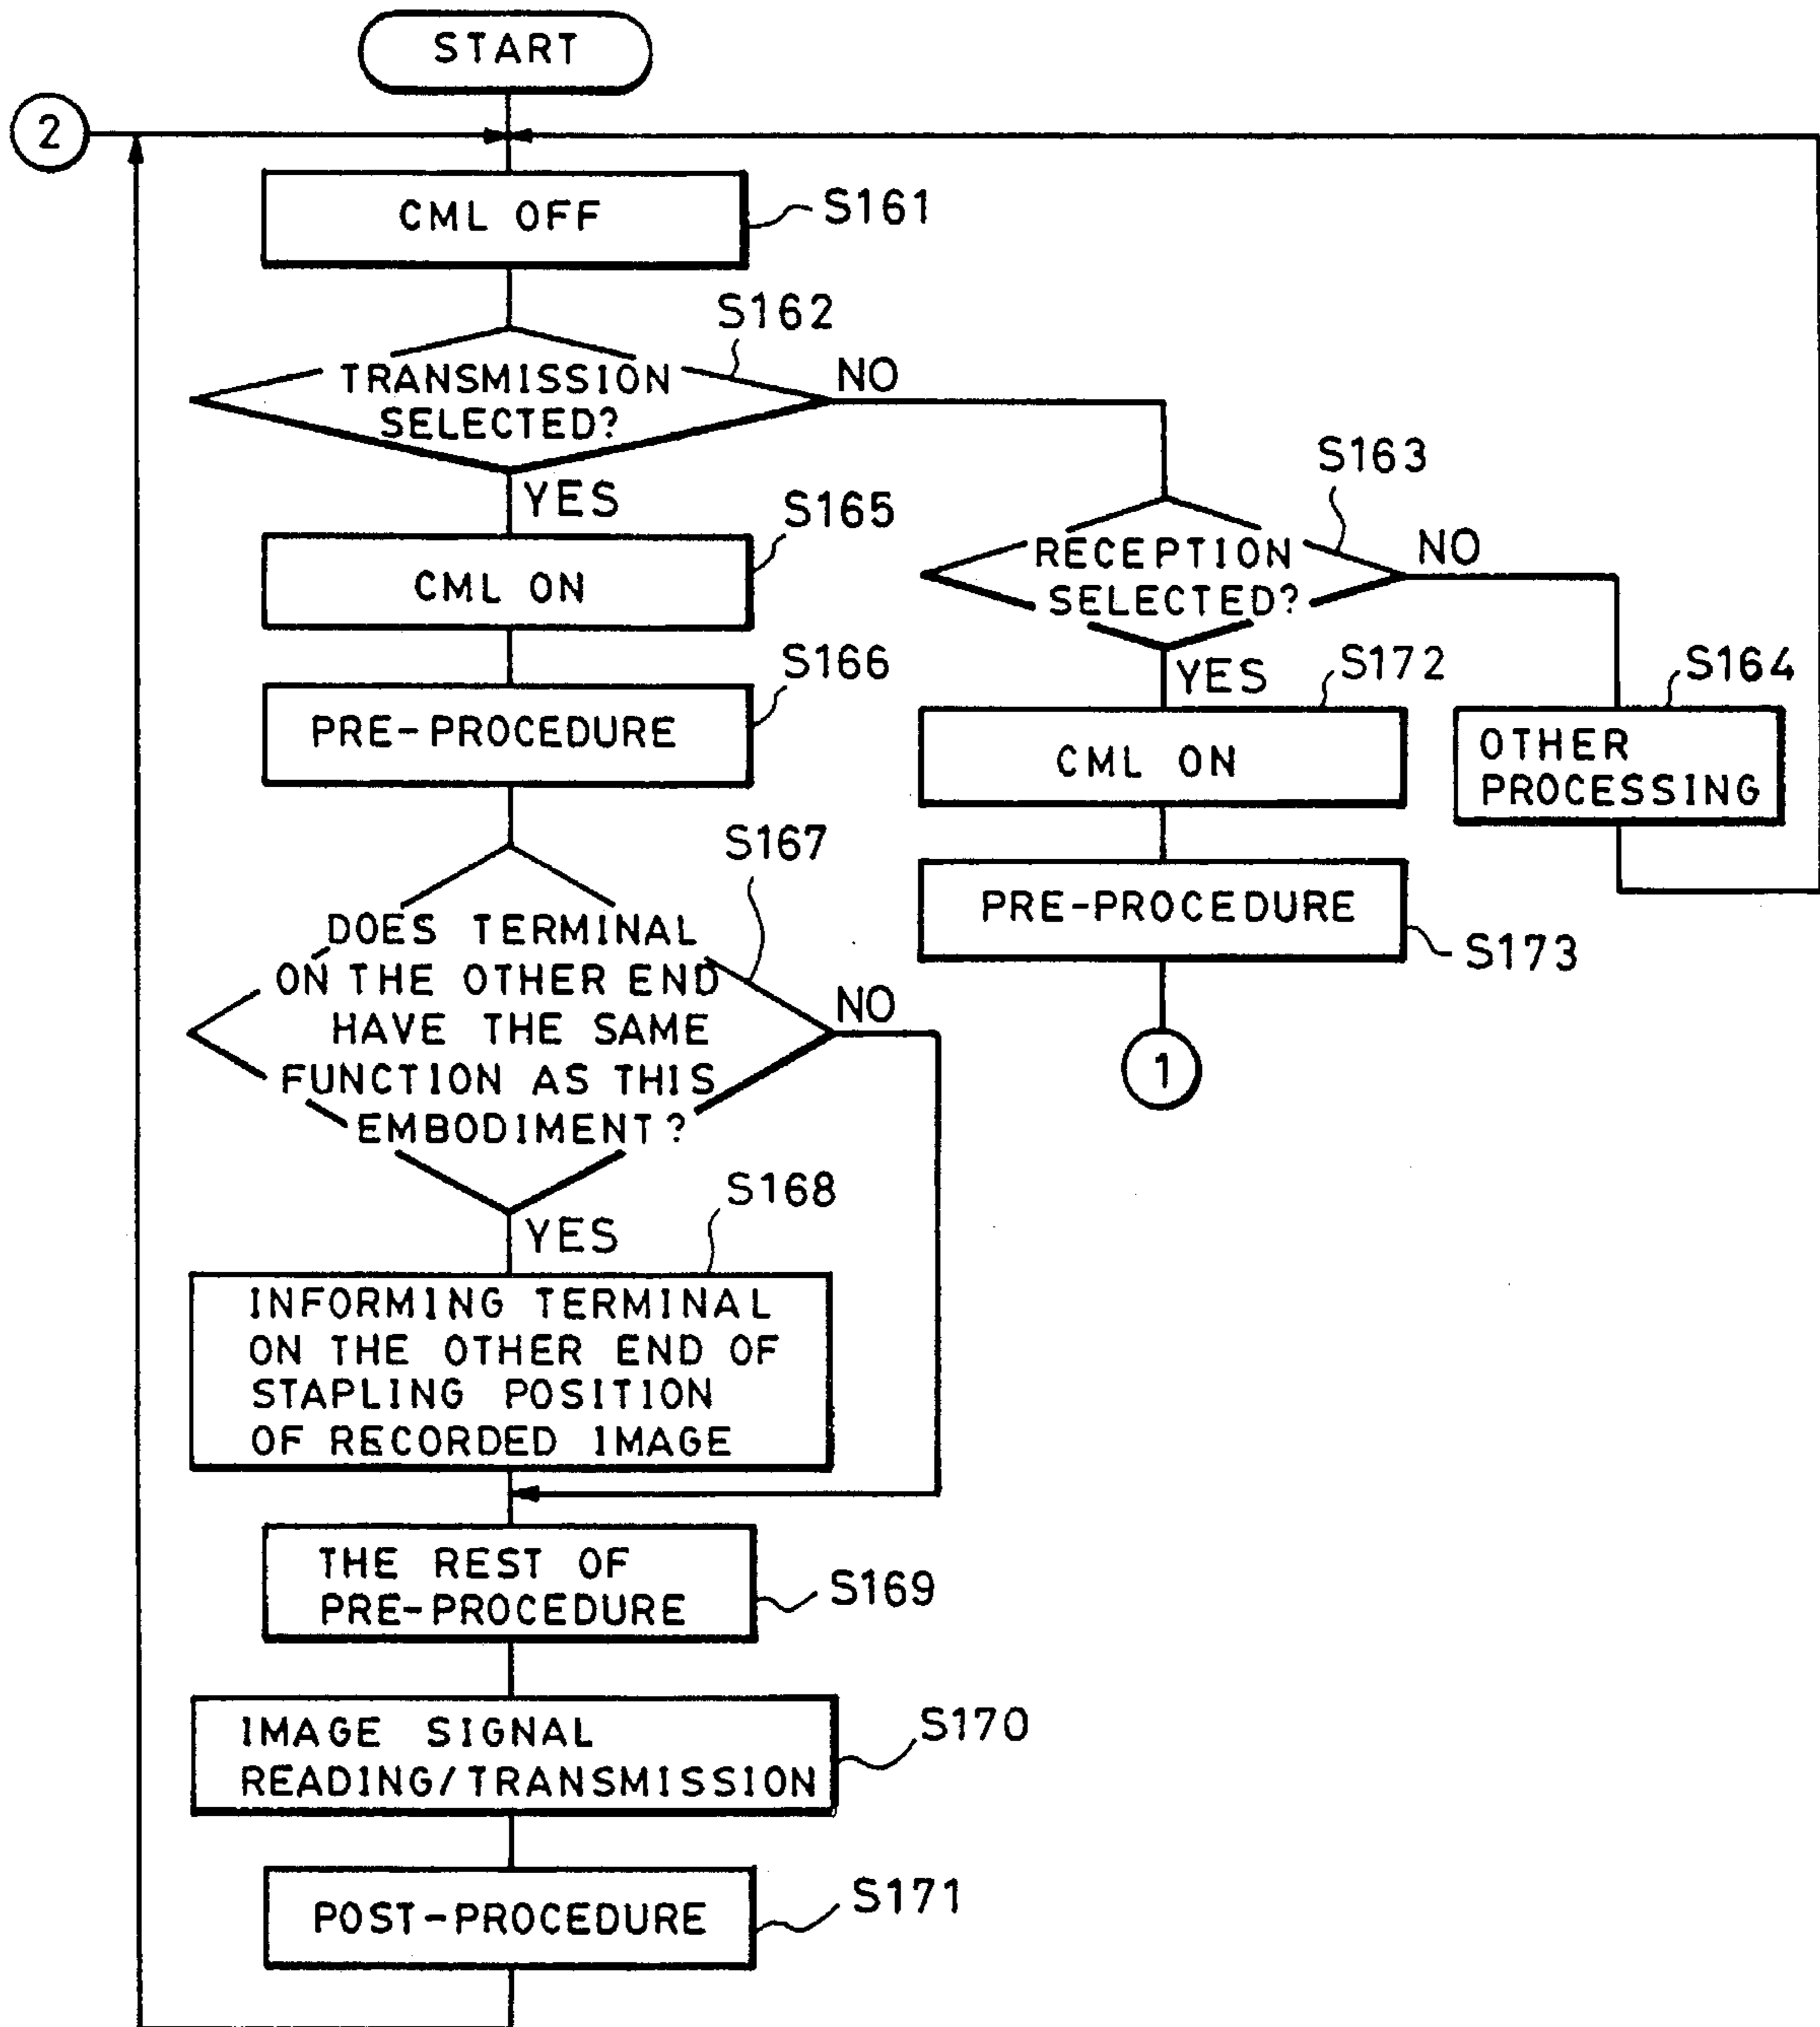 START
2
CML OFF
S161
S162
TRANSMISSION
SELECTED?
NO
YES
S163
RECEPTION
SELECTED?
NO
YES
S165
CML ON
S166
PRE-PROCEDURE
S172
CML ON
S164
OTHER
PROCESSING
S173
PRE-PROCEDURE
1
S167
DOES TERMINAL
ON THE OTHER END
HAVE THE SAME
FUNCTION AS THIS
EMBODIMENT?
NO
YES
S168
INFORMING TERMINAL
ON THE OTHER END OF
STAPLING POSITION
OF RECORDED IMAGE
THE REST OF
PRE-PROCEDURE
S169
IMAGE SIGNAL
READING/TRANSMISSION
S170
POST-PROCEDURE
S171